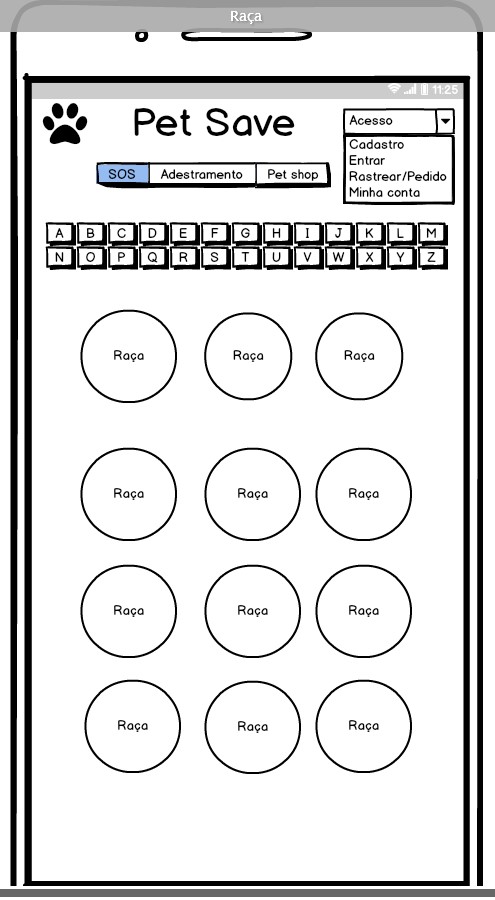 Raça
11:25
Pet Save
Acesso
Cadastro
Entrar
Rastrear/Pedido
Minha conta
SOS Adestramento Pet shop
A B C D E F G H I J K L M
N O P Q R S T U V W X Y Z
Raça Raça Raça
Raça Raça Raça
Raça Raça Raça
Raça Raça Raça